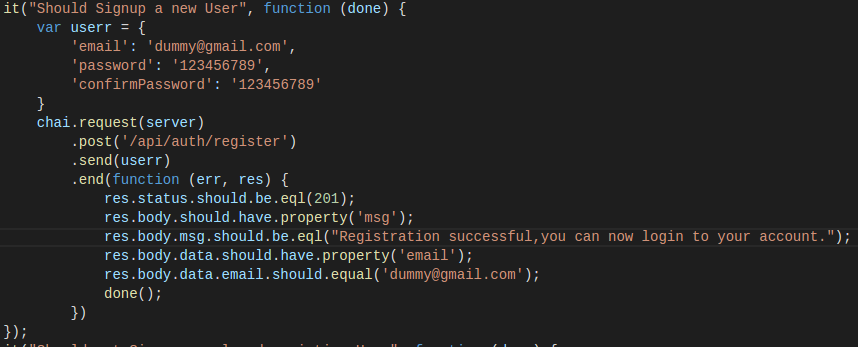 it("Should Signup a new User", function (done) {
    var userr = {
        'email': 'dummy@gmail.com',
        'password': '123456789',
        'confirmPassword': '123456789'
    }
    chai.request(server)
        .post('/api/auth/register')
        .send(userr)
        .end(function (err, res) {
            res.status.should.be.eql(201);
            res.body.should.have.property('msg');
            res.body.msg.should.be.eql("Registration successful,you can now login to your account.");
            res.body.data.should.have.property('email');
            res.body.data.email.should.equal('dummy@gmail.com');
            done();
        })
});